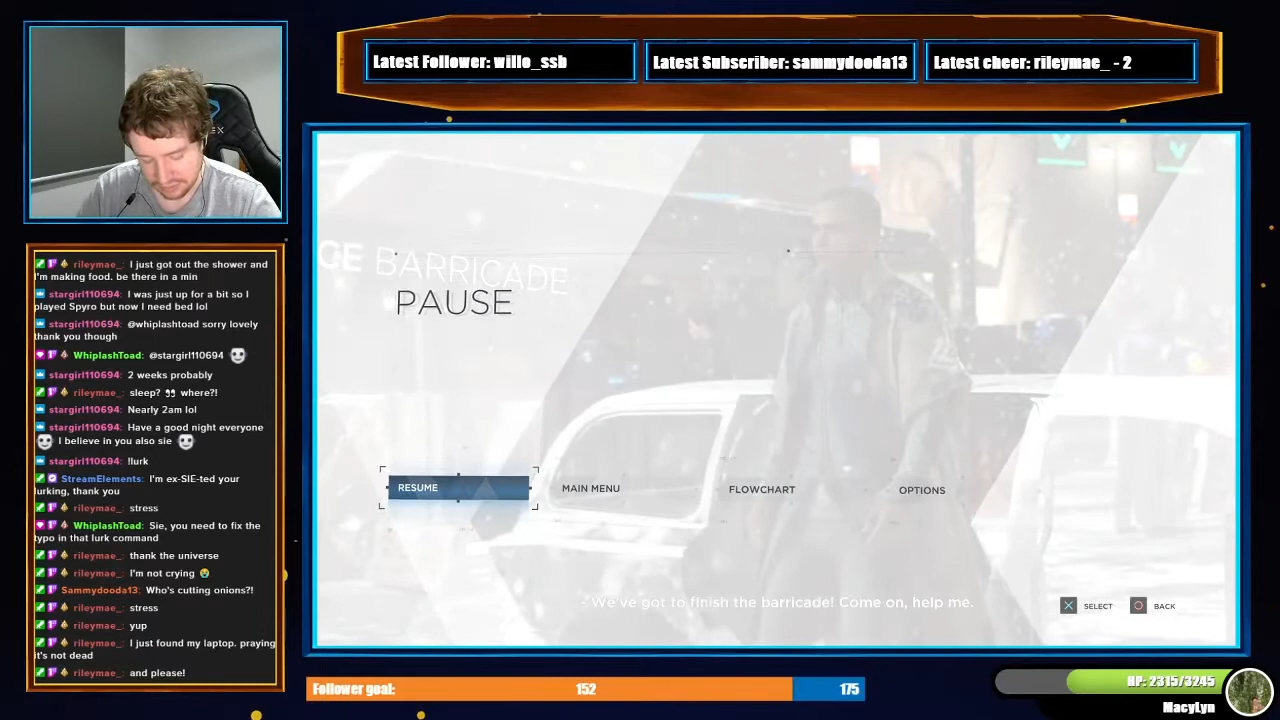 Latest Follower: willo_ssb
Latest Subscriber: sammydooda13
Latest cheer: rileymae_ - 2
EX
rileymae_: I just got out the shower and
I'm making food. be there in a min
stargirl110694: I was just up for a bit so I
played Spyro but now I need bed lol
stargirl110694: @whiplashtoad sorry lovely
thank you though
WhiplashToad: @stargirl110694
stargirl110694: 2 weeks probably
rileymae_: sleep? where?!
stargirl110694: Nearly 2am lol
stargirl110694: Have a good night everyone
I believe in you also sie
stargirl110694: !lurk
StreamElements: I'm ex-SIE-ted your
lurking, thank you
rileymae_: stress
WhiplashToad: Sie, you need to fix the
typo in that lurk command
rileymae_: thank the universe
rileymae_: I'm not crying 😭
Sammydooda13: Who's cutting onions?!
rileymae_: stress
rileymae_: yup
rileymae_: I just found my laptop. praying
it's not dead
rileymae_: and please!
CE BARRICADE
PAUSE
RESUME
MAIN MENU
FLOWCHART
OPTIONS
- We've got to finish the barricade! Come on, help me.
SELECT
BACK
Follower goal:
152
175
HP: 2315/3245
MacyLyn